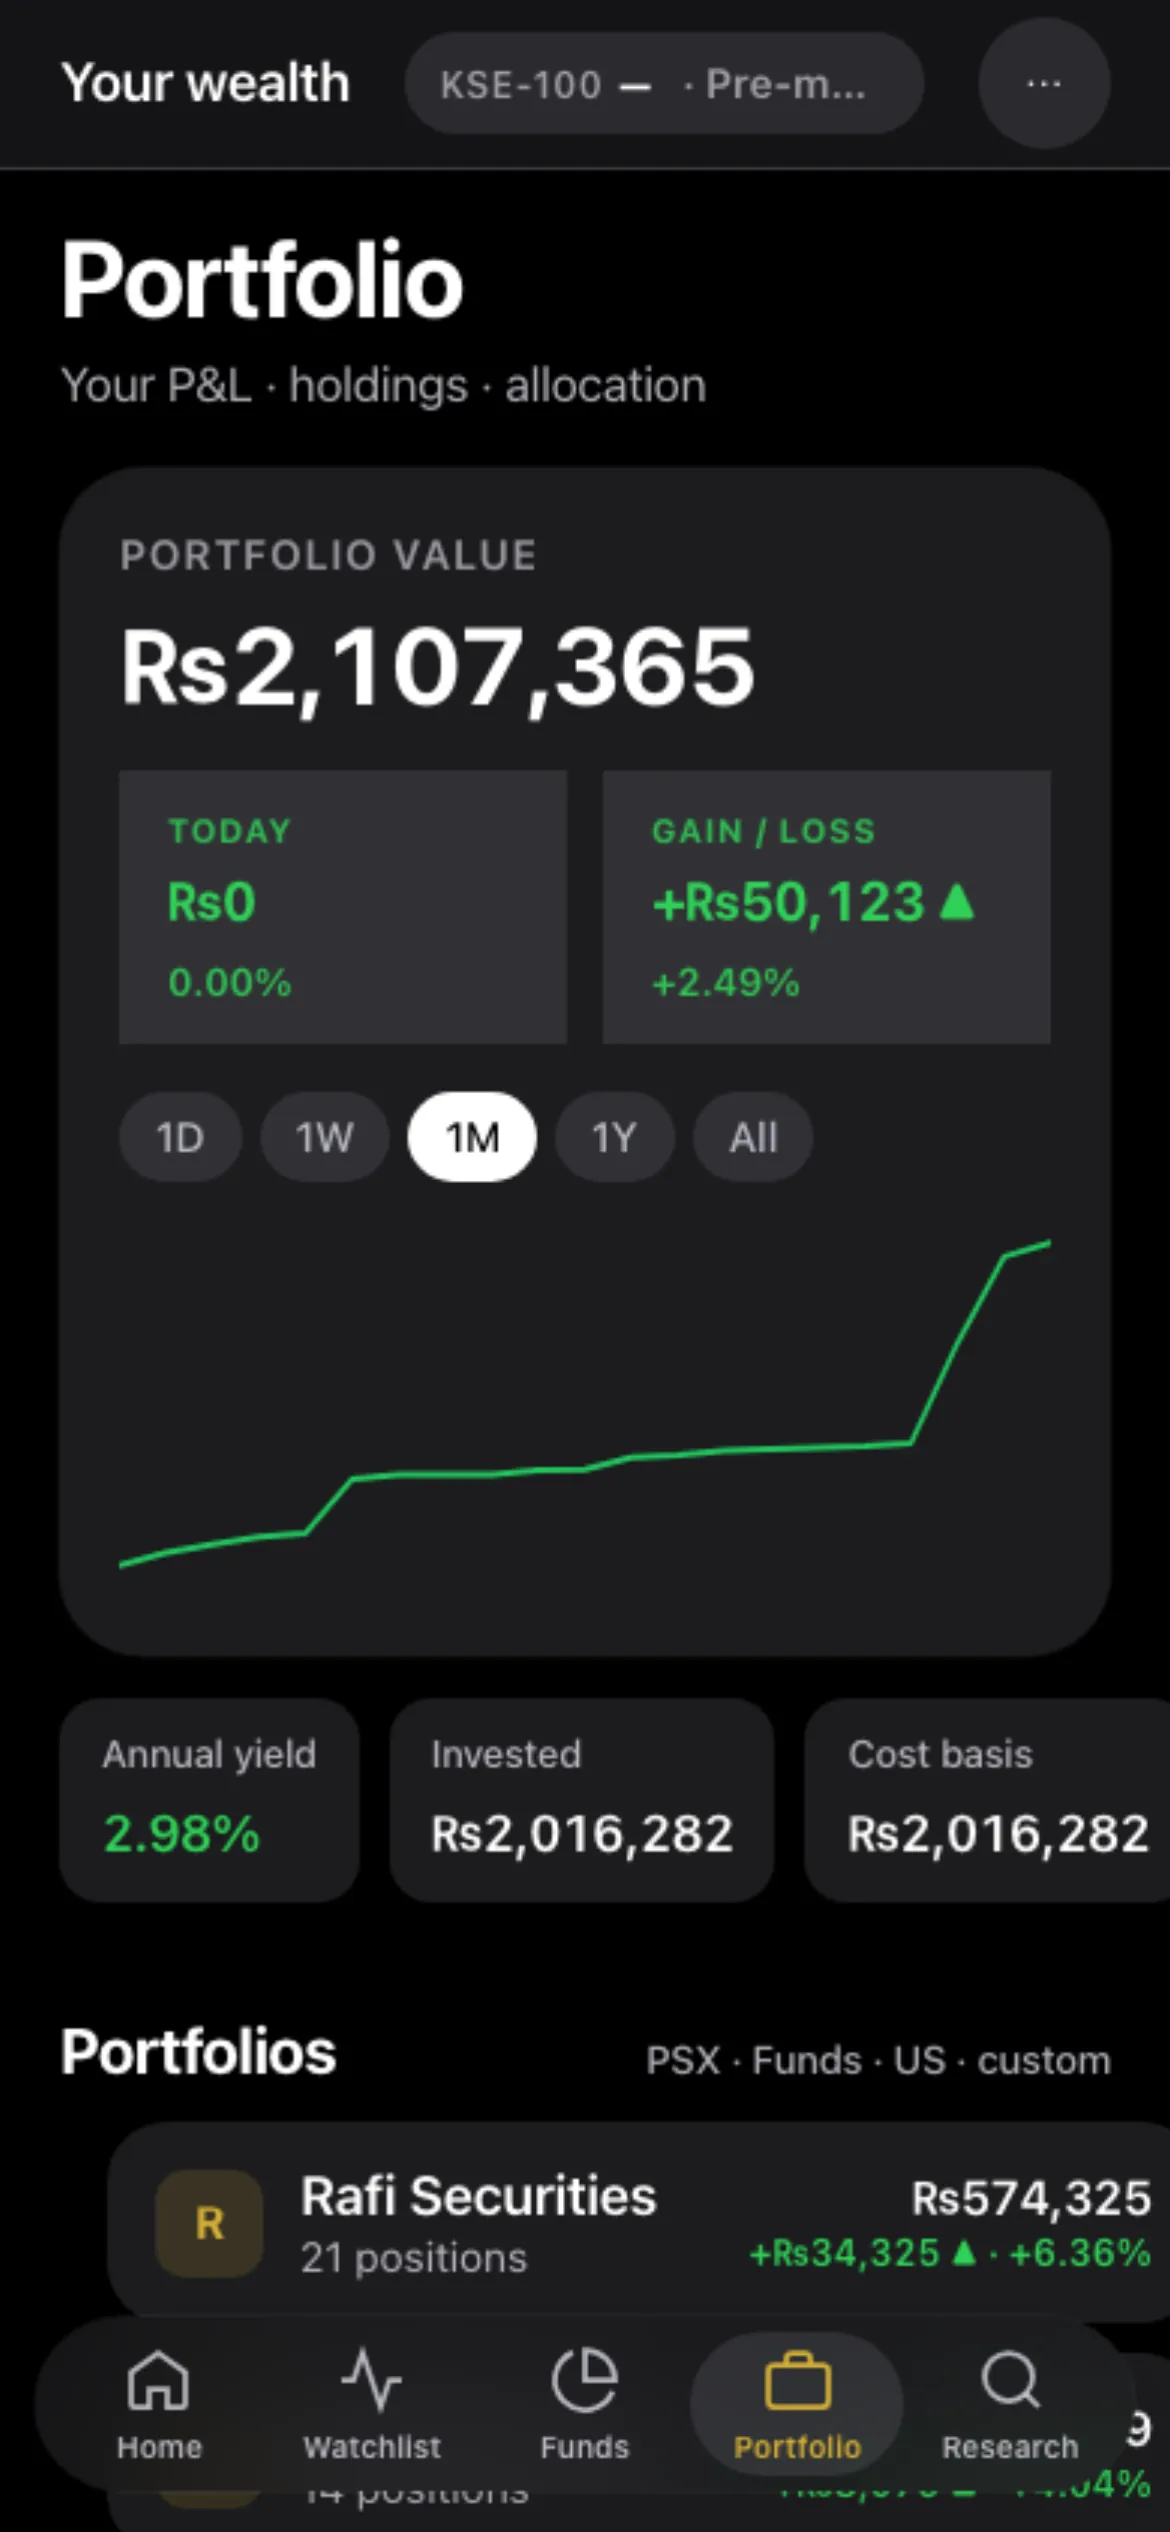 Your wealth
KSE-100 — · Pre-m...
...
Portfolio
Your P&L · holdings · allocation
PORTFOLIO VALUE
Rs2,107,365
TODAY
Rs0
0.00%
GAIN / LOSS
+Rs50,123 ▲
+2.49%
1D 1W 1M 1Y All
Annual yield
2.98%
Invested
Rs2,016,282
Cost basis
Rs2,016,282
Portfolios
PSX · Funds · US · custom
R
Rafi Securities
Rs574,325
21 positions
+Rs34,325 ▲ · +6.36%
9
Home Watchlist Funds Portfolio Research
14 positions